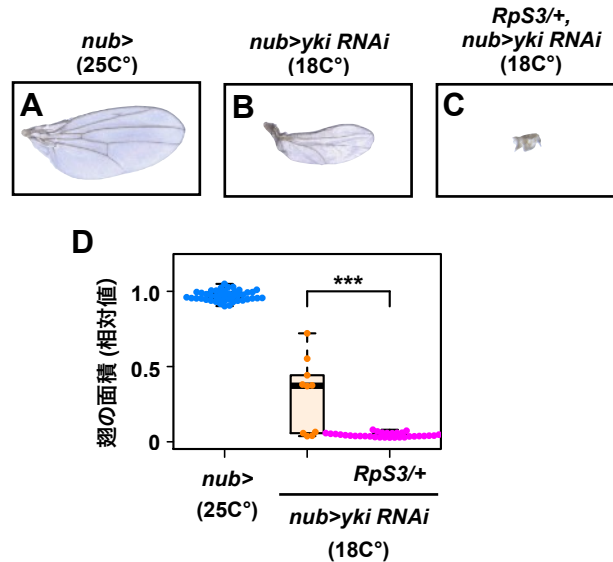 nub>
(25C°)
nub>yki RNAi
(18C°)
RpS3/+,
nub>yki RNAi
(18C°)
A
B
C
D
翅の面積 (相対値)
1.0
0.5
0
***
nub>
(25C°)
RpS3/+
nub>yki RNAi
(18C°)